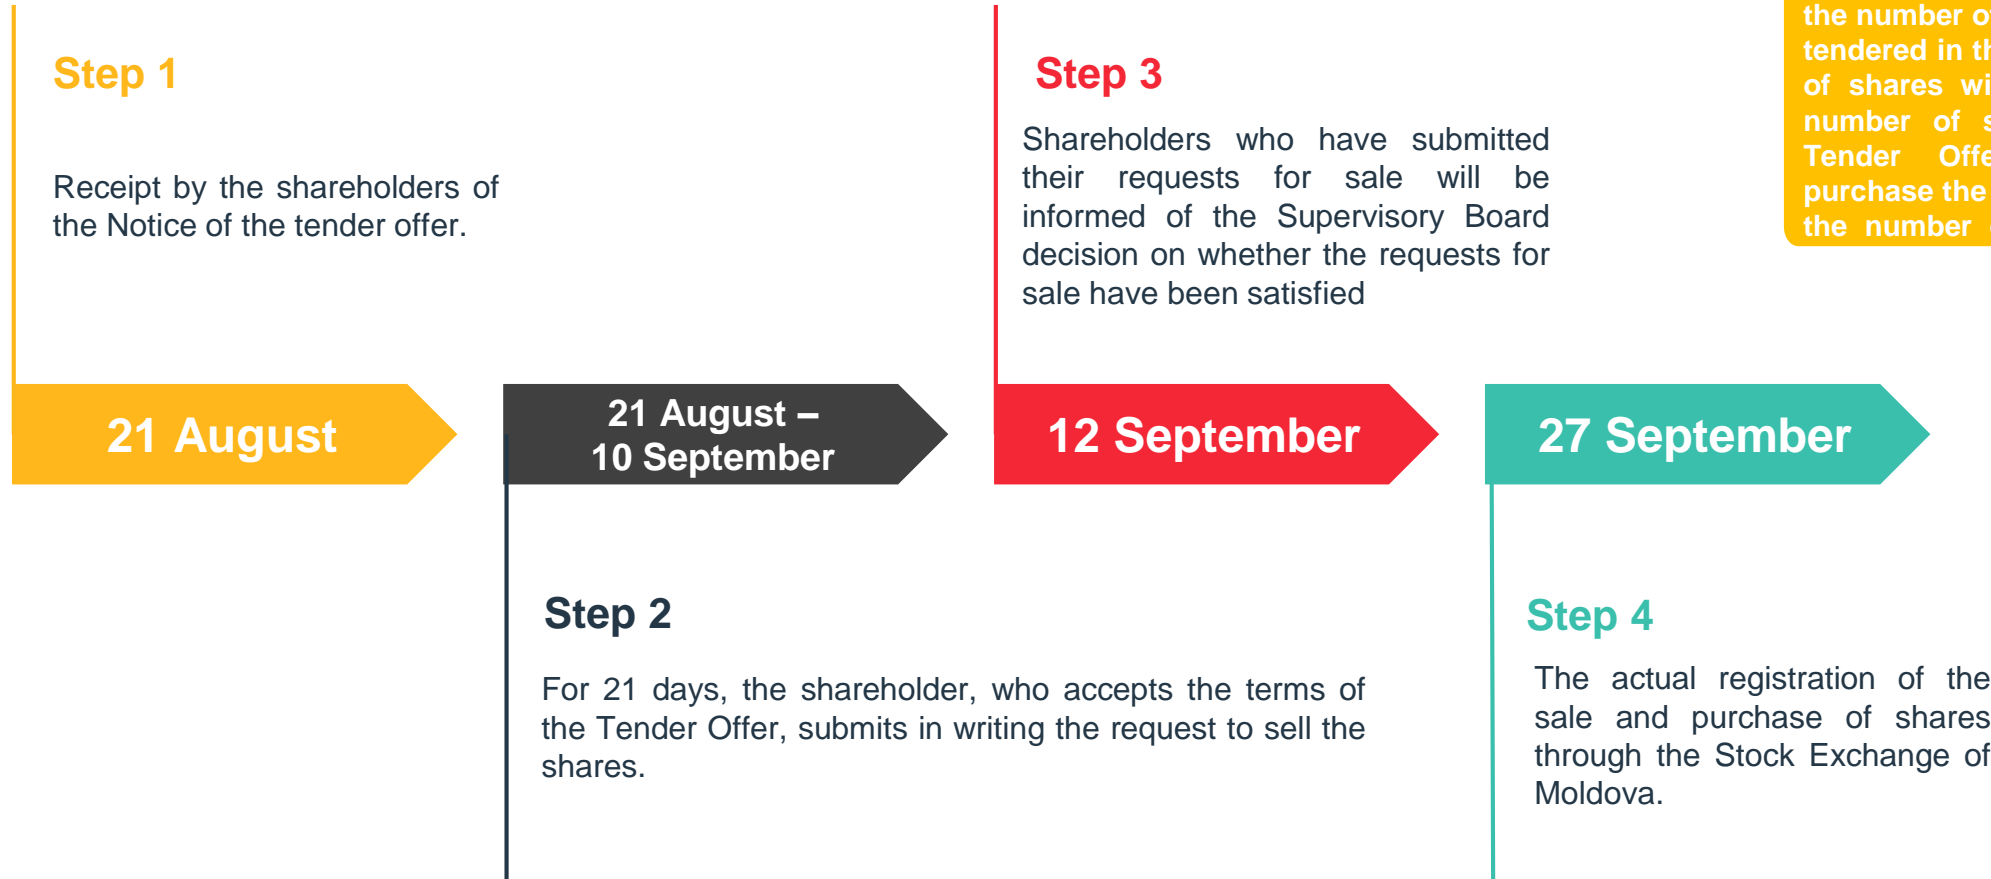 Step 1
Receipt by the shareholders of
the Notice of the tender offer.
Step 3
Shareholders who have submitted
their requests for sale will be
informed of the Supervisory Board
decision on whether the requests for
sale have been satisfied
the number
tendered in
of shares
number of
Tender
purchase the
the number
21 August
21 August –
10 September
12 September
27 September
Step 2
For 21 days, the shareholder, who accepts the terms of
the Tender Offer, submits in writing the request to sell the
shares.
Step 4
The actual registration of the
sale and purchase of shares
through the Stock Exchange of
Moldova.